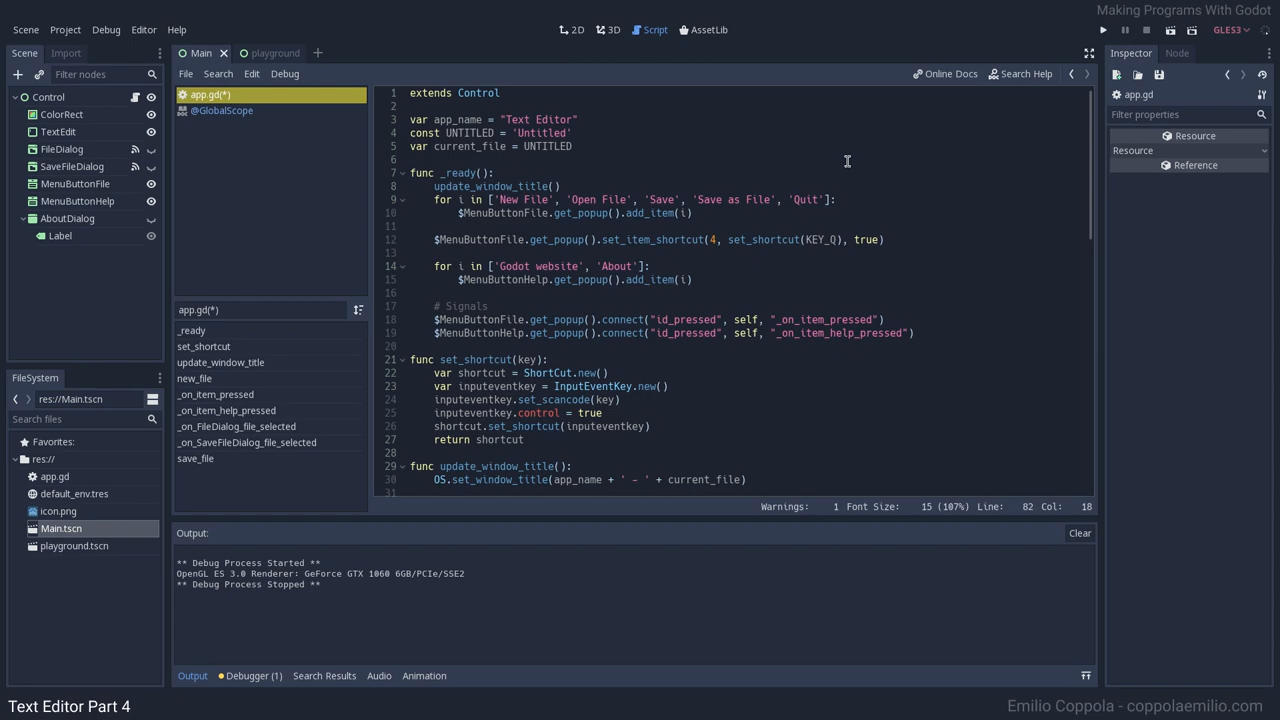 Making Programs With Godot
Scene Project Debug Editor Help
2D 3D Script AssetLib
GLES3
Scene Import
Main playground
Inspector Node
Filter nodes
File Search Edit Debug
Online Docs Search Help
Control
ColorRect
TextEdit
FileDialog
SaveFileDialog
MenuButtonFile
MenuButtonHelp
AboutDialog
Label
app.gd(*)
@GlobalScope
app.gd(*)
_ready
set_shortcut
update_window_title
new_file
_on_item_pressed
_on_item_help_pressed
_on_FileDialog_file_selected
_on_SaveFileDialog_file_selected
save_file
1 extends Control
2
3 var app_name = "Text Editor"
4 const UNTITLED = 'Untitled'
5 var current_file = UNTITLED
6
7 func _ready():
8 update_window_title()
9 for i in ['New File', 'Open File', 'Save', 'Save as File', 'Quit']:
10 $MenuButtonFile.get_popup().add_item(i)
11
12 $MenuButtonFile.get_popup().set_item_shortcut(4, set_shortcut(KEY_Q), true)
13
14 for i in ['Godot website', 'About']:
15 $MenuButtonHelp.get_popup().add_item(i)
16
17 # Signals
18 $MenuButtonFile.get_popup().connect("id_pressed", self, "_on_item_pressed")
19 $MenuButtonHelp.get_popup().connect("id_pressed", self, "_on_item_help_pressed")
20
21 func set_shortcut(key):
22 var shortcut = ShortCut.new()
23 var inputeventkey = InputEventKey.new()
24 inputeventkey.set_scancode(key)
25 inputeventkey.control = true
26 shortcut.set_shortcut(inputeventkey)
27 return shortcut
28
29 func update_window_title():
30 OS.set_window_title(app_name + ' - ' + current_file)
31
Warnings: 1 Font Size: 15 (107%) Line: 82 Col: 18
app.gd
Filter properties
Resource
Resource
Reference
FileSystem
res://Main.tscn
Search files
Favorites:
res://
app.gd
default_env.tres
icon.png
Main.tscn
playground.tscn
Output:
Clear
** Debug Process Started **
OpenGL ES 3.0 Renderer: GeForce GTX 1060 6GB/PCIe/SSE2
** Debug Process Stopped **
Output Debugger (1) Search Results Audio Animation
Text Editor Part 4
Emilio Coppola - coppolaemilio.com